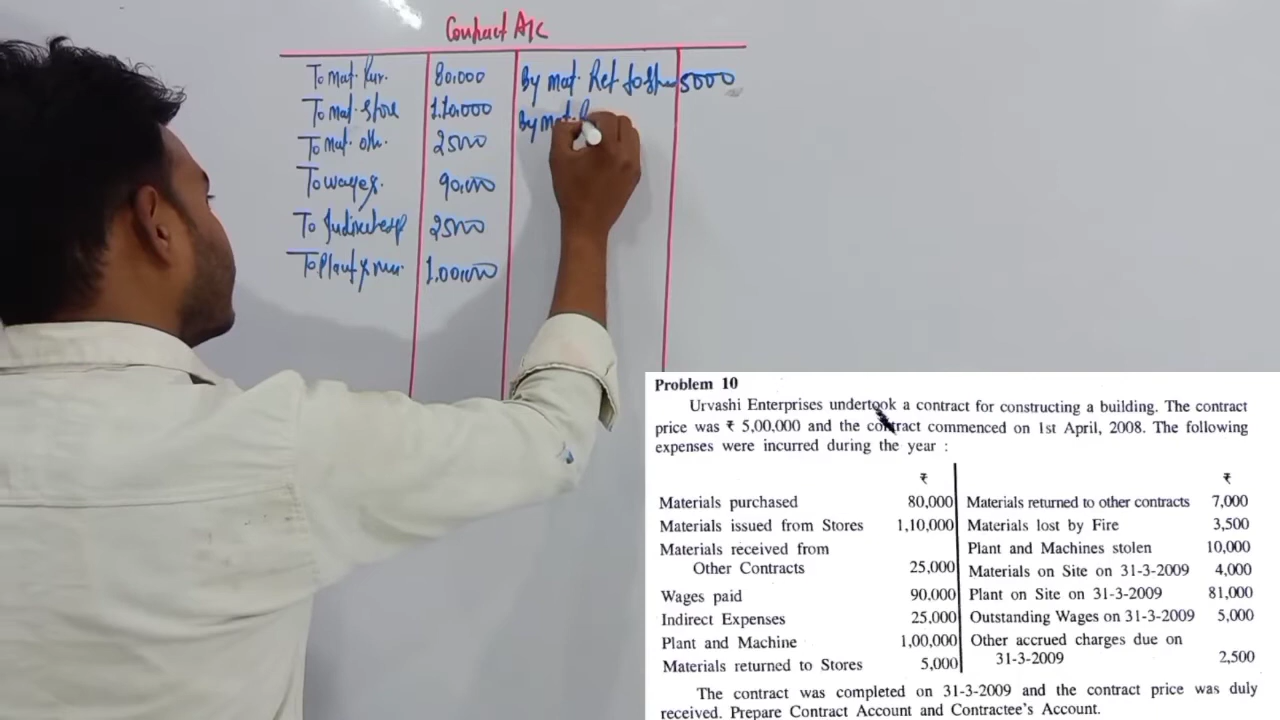 Contract A/C
To Mat. Pur. 80,000 By Mat. Ret to Store 5000
To Mat. Store 1,10,000 By Mat.
To Mat. oth. 25000
To wages. 90,000
To Indirect exp 25000
To Plant & 1,00,000
Problem 10
Urvashi Enterprises undertook a contract for constructing a building. The contract
price was ₹ 5,00,000 and the contract commenced on 1st April, 2008. The following
expenses were incurred during the year :
₹ ₹
Materials purchased 80,000 Materials returned to other contracts 7,000
Materials issued from Stores 1,10,000 Materials lost by Fire 3,500
Materials received from Plant and Machines stolen 10,000
Other Contracts 25,000 Materials on Site on 31-3-2009 4,000
Wages paid 90,000 Plant on Site on 31-3-2009 81,000
Indirect Expenses 25,000 Outstanding Wages on 31-3-2009 5,000
Plant and Machine 1,00,000 Other accrued charges due on
Materials returned to Stores 5,000 31-3-2009 2,500
The contract was completed on 31-3-2009 and the contract price was duly
received. Prepare Contract Account and Contractee's Account.